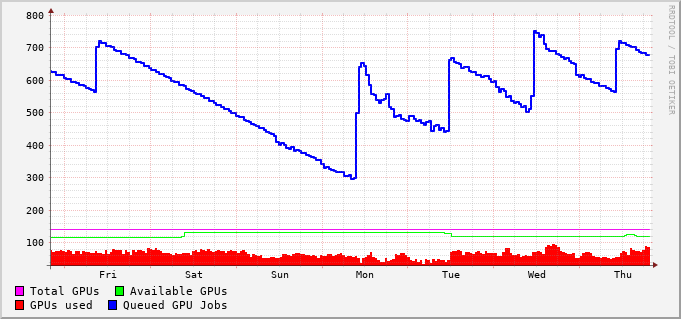 800
700
600
500
400
300
200
100
Fri Sat Sun Mon Tue Wed Thu
RRDTOOL / TOBI OETIKER
Total GPUs Available GPUs
GPUs used Queued GPU Jobs